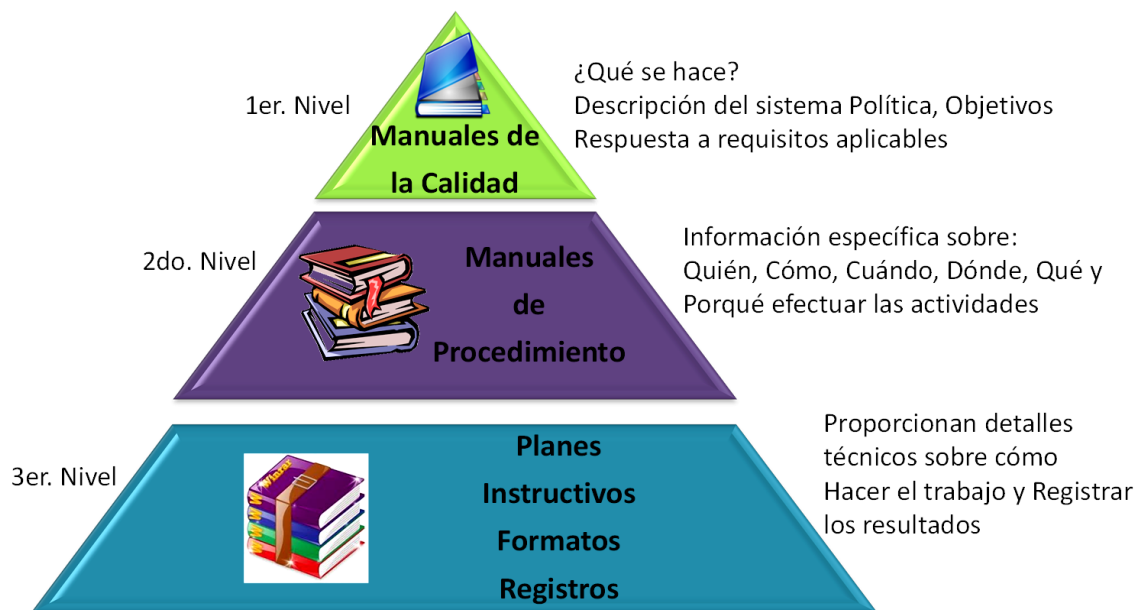 1er. Nivel
Manuales de
la Calidad
¿Qué se hace?
Descripción del sistema Política, Objetivos
Respuesta a requisitos aplicables
2do. Nivel
Manuales
de
Procedimiento
Información específica sobre:
Quién, Cómo, Cuándo, Dónde, Qué y
Porqué efectuar las actividades
3er. Nivel
WinRAR
Planes
Instructivos
Formatos
Registros
Proporcionan detalles
técnicos sobre cómo
Hacer el trabajo y Registrar
los resultados